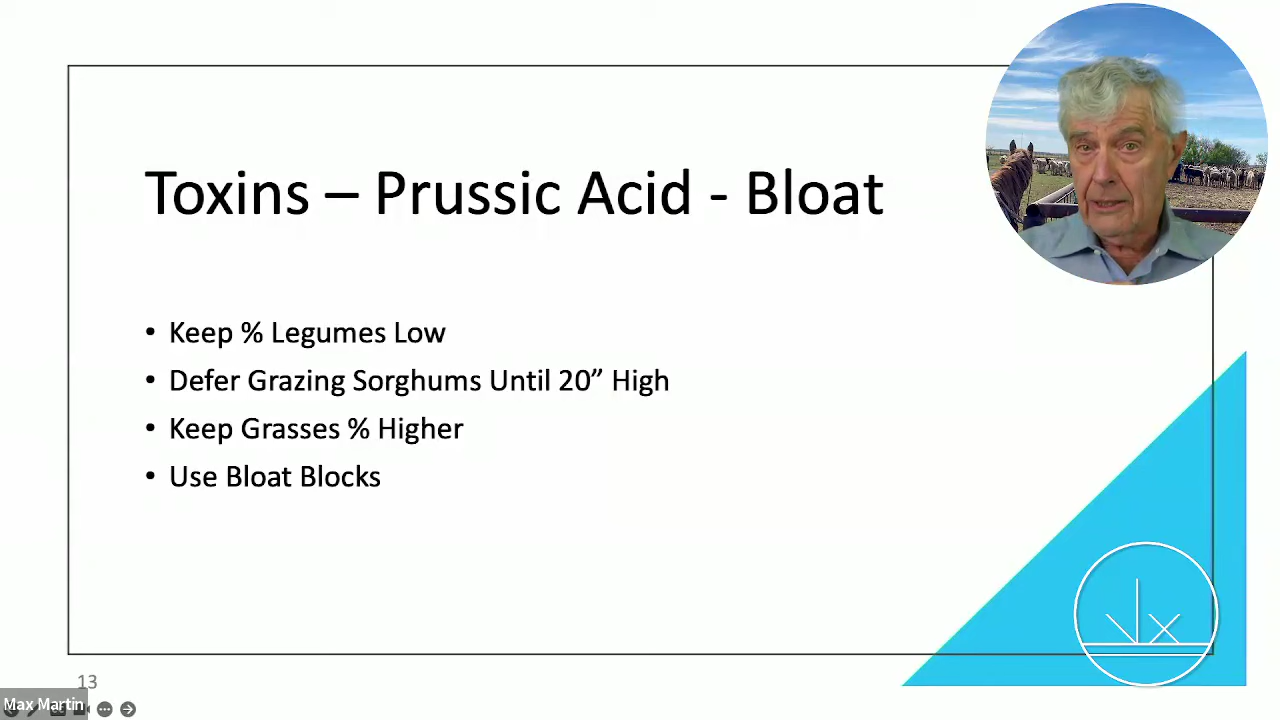 Toxins – Prussic Acid - Bloat
• Keep % Legumes Low
• Defer Grazing Sorghums Until 20” High
• Keep Grasses % Higher
• Use Bloat Blocks
13
Max Martin